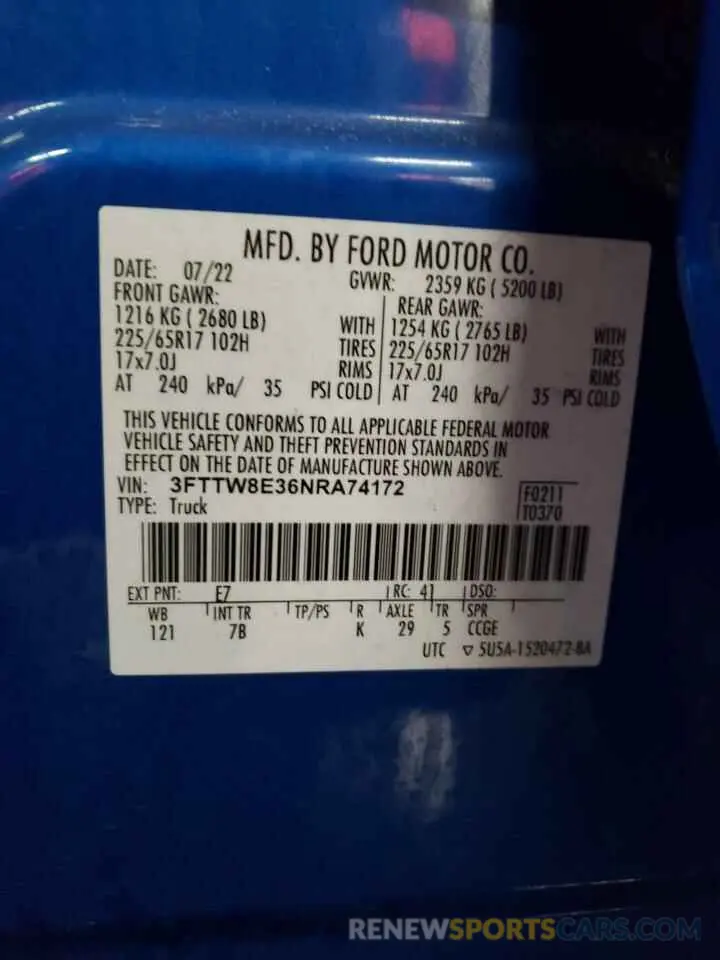 MFD. BY FORD MOTOR CO.
DATE: 07/22 GVWR: 2359 KG ( 5200 LB)
FRONT GAWR: REAR GAWR:
1216 KG ( 2680 LB) WITH 1254 KG ( 2765 LB) WITH
225/65R17 102H TIRES 225/65R17 102H TIRES
17x7.0J RIMS 17x7.0J RIMS
AT 240 kPa/ 35 PSI COLD AT 240 kPa/ 35 PSI COLD
THIS VEHICLE CONFORMS TO ALL APPLICABLE FEDERAL MOTOR
VEHICLE SAFETY AND THEFT PREVENTION STANDARDS IN
EFFECT ON THE DATE OF MANUFACTURE SHOWN ABOVE.
VIN: 3FTTW8E36NRA74172 F0211
TYPE: Truck T0370
EXT PNT: E7 RC: 41 DSO:
WB INT TR TP/PS R AXLE TR SPR
121 7B K 29 5 CCGE
UTC ▽ 5U5A-1520472-BA
RENEWSPORTSCARS.COM